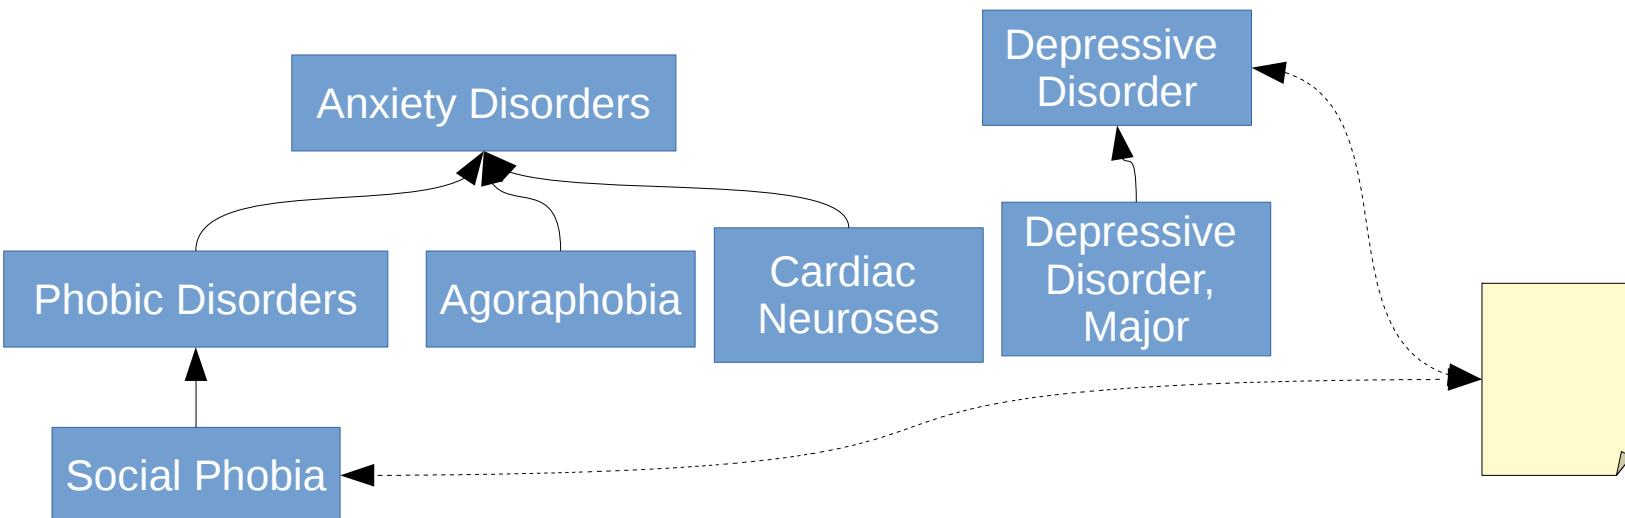 Depressive
Disorder
Anxiety Disorders
Depressive
Disorder,
Major
Cardiac
Neuroses
Phobic Disorders
Agoraphobia
Social Phobia